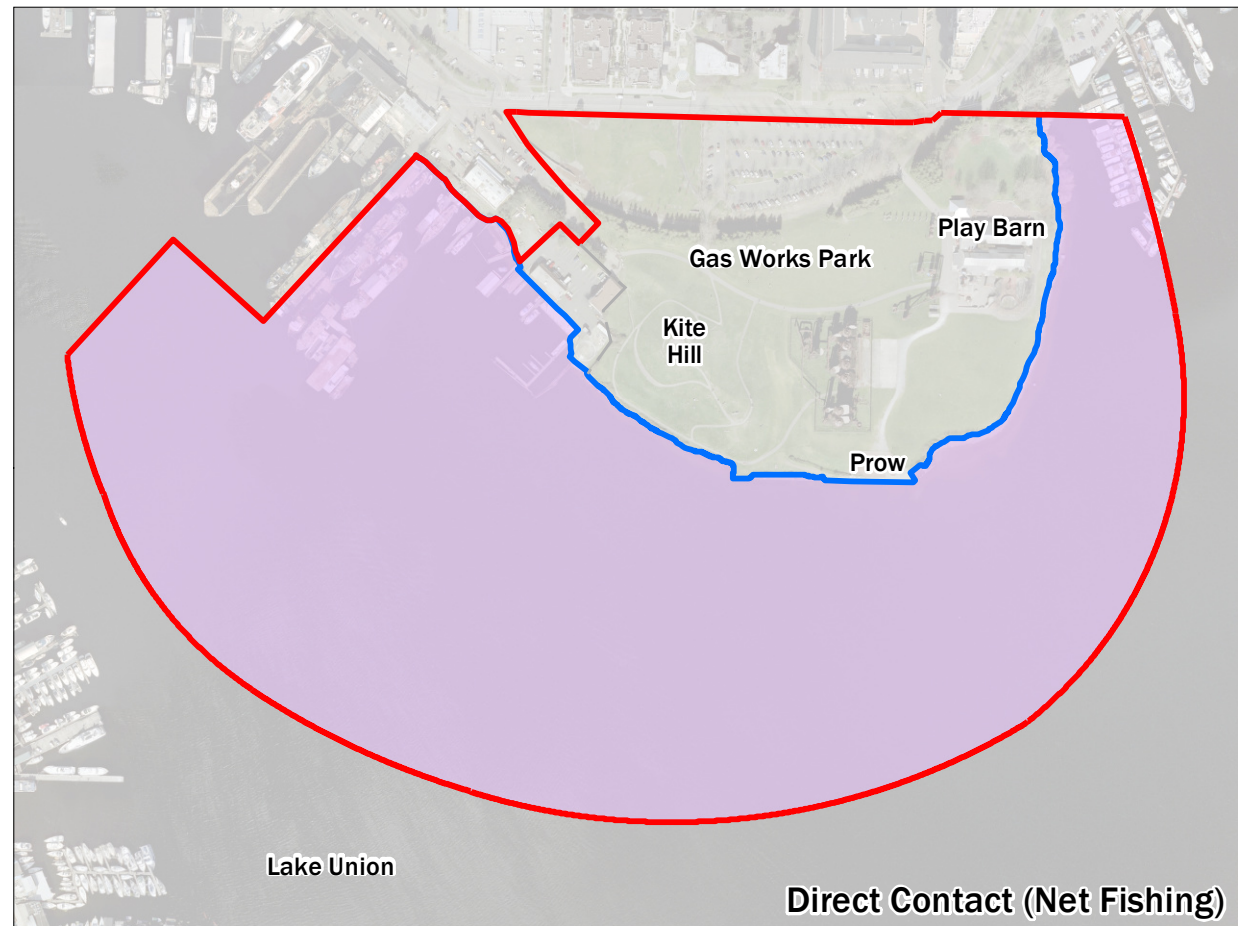 Play Barn
Gas Works Park
Kite
Hill
Prow
Lake Union
Direct Contact (Net Fishing)